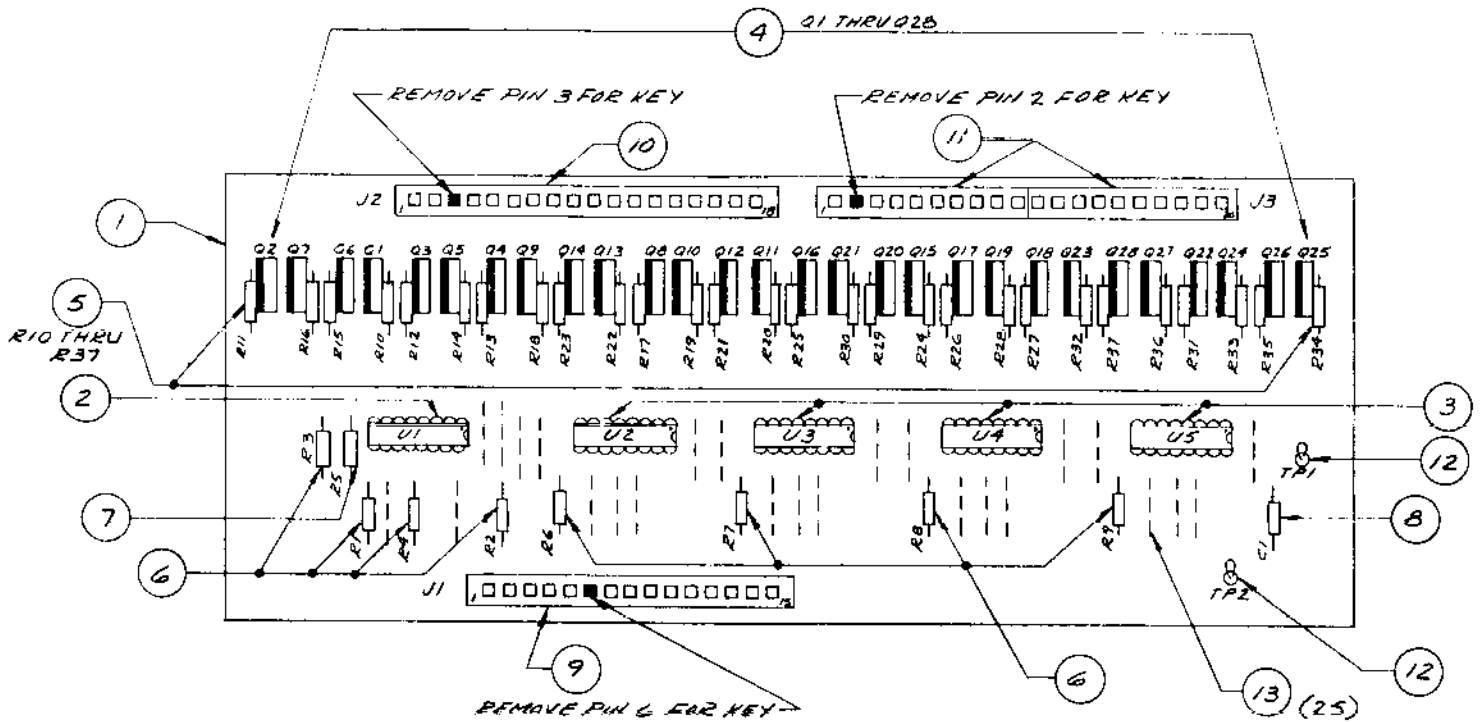 4 Q1 THRU Q28
REMOVE PIN 3 FOR KEY
REMOVE PIN 2 FOR KEY
10
11
1
J2
1
18
1
J3
Q2 Q7 Q6 Q1 Q3 Q5 Q4 Q9 Q14 Q13 Q8 Q10 Q12 Q11 Q16 Q21 Q20 Q15 Q17 Q19 Q18 Q23 Q28 Q27 Q22 Q24 Q26 Q25
5
R10 THRU
R37
R11 R16 R15 R10 R12 R14 R13 R18 R23 R22 R17 R19 R21 R20 R25 R30 R29 R24 R26 R28 R27 R32 R37 R36 R31 R33 R35 R34
2
3
U1 U2 U3 U4 U5
R3
R5
TP1
12
7
R1
R4
R2
R6
R7
R8
R9
C1
8
6
J1
1
15
TP2
9
6
13 (25)
12
REMOVE PIN 6 FOR KEY